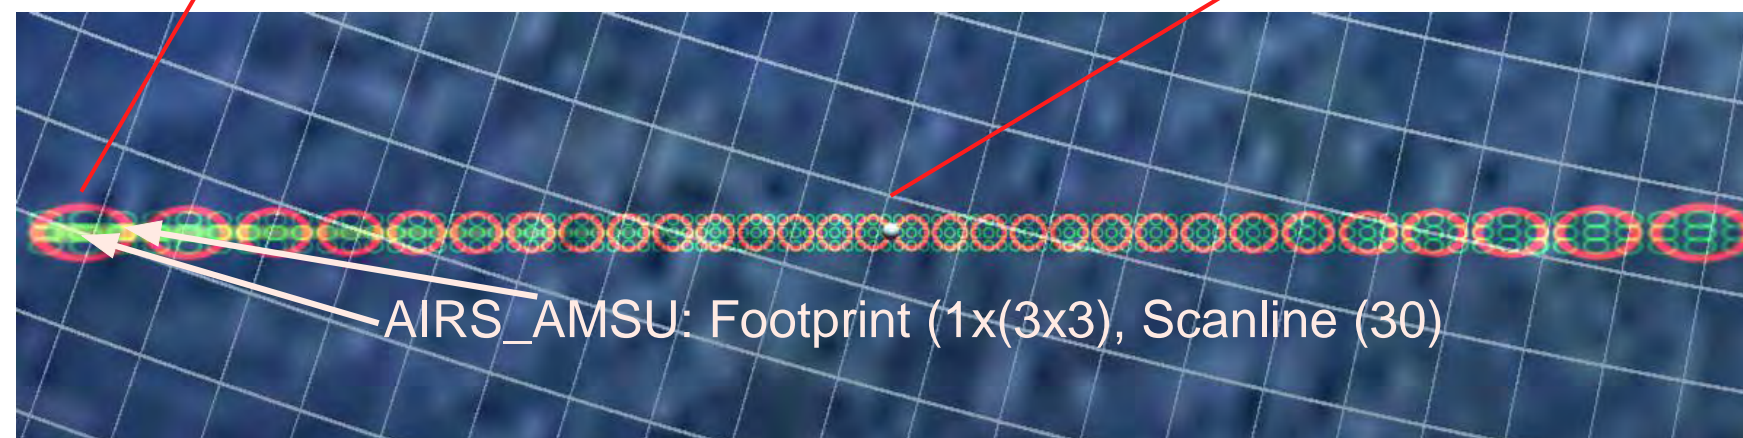 AIRS_AMSU: Footprint (1x(3x3), Scanline (30)